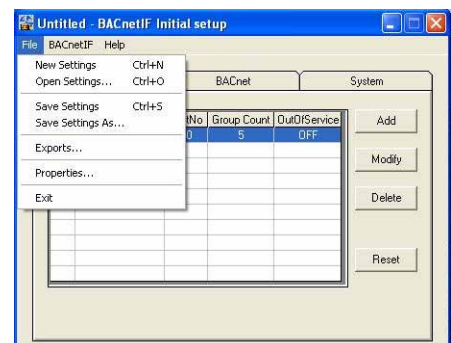 Untitled - BACnetIF Initial setup
File BACnetIF Help
New Settings Ctrl+N
Open Settings... Ctrl+O
Save Settings Ctrl+S
Save Settings As...
Exports...
Properties...
Exit
BACnet System
tNo Group Count OutOfService
0 5 OFF
Add
Modify
Delete
Reset